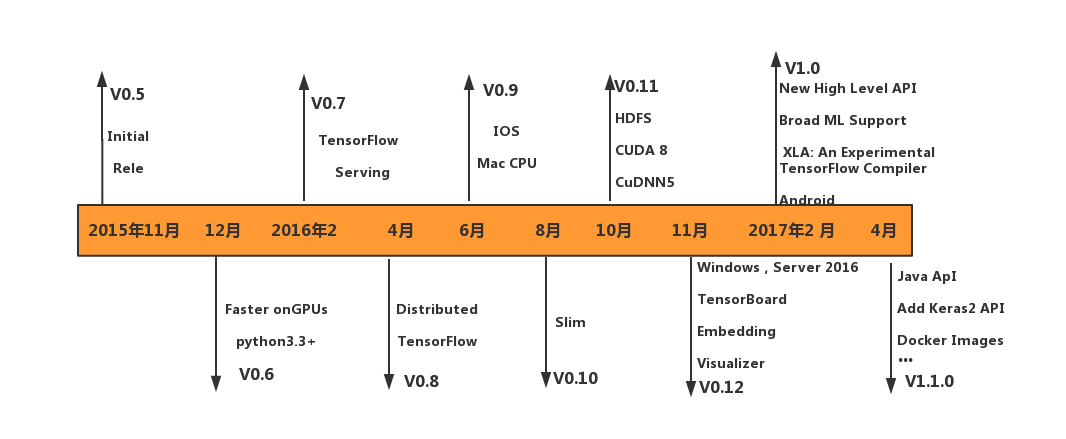 V0.5
Initial
Rele
V0.7
TensorFlow
Serving
V0.9
IOS
Mac CPU
V0.11
HDFS
CUDA 8
CuDNN5
V1.0
New High Level API
Broad ML Support
XLA: An Experimental
TensorFlow Compiler
Android
2015年11月 12月 2016年2 4月 6月 8月 10月 11月 2017年2 月 4月
Faster onGPUs
python3.3+
V0.6
Distributed
TensorFlow
V0.8
Slim
V0.10
Windows，Server 2016
TensorBoard
Embedding
Visualizer
V0.12
Java ApI
Add Keras2 API
Docker Images
•••
V1.1.0